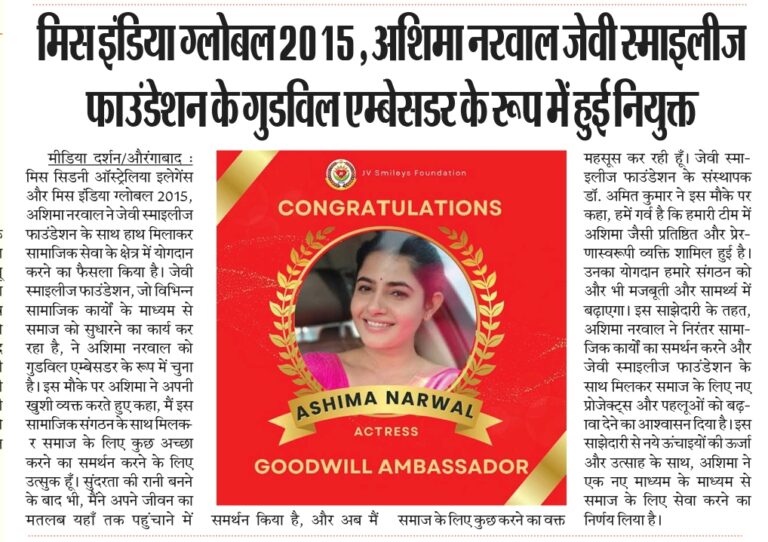 मिस इंडिया ग्लोबल 2015, अशिमा नरवाल जेवी स्माइलीज
फाउंडेशन के गुडविल एम्बेसडर के रूप में हुई नियुक्त
मीडिया दर्शन/औरंगाबाद :
मिस सिडनी ऑस्ट्रेलिया इलेगेंस
और मिस इंडिया ग्लोबल 2015,
अशिमा नरवाल ने जेवी स्माइलीज
फाउंडेशन के साथ हाथ मिलाकर
सामाजिक सेवा के क्षेत्र में योगदान
करने का फैसला किया है। जेवी
स्माइलीज फाउंडेशन, जो विभिन्न
सामाजिक कार्यों के माध्यम से
समाज को सुधारने का कार्य कर
रहा है, ने अशिमा नरवाल को
गुडविल एम्बेसडर के रूप में चुना
है। इस मौके पर अशिमा ने अपनी
खुशी व्यक्त करते हुए कहा, मैं इस
सामाजिक संगठन के साथ मिलक-
र समाज के लिए कुछ अच्छा
करने का समर्थन करने के लिए
उत्सुक हूँ। सुंदरता की रानी बनने
के बाद भी, मैंने अपने जीवन का
मतलब यहाँ तक पहुंचाने में
JV Smileys Foundation
CONGRATULATIONS
ASHIMA NARWAL
ACTRESS
GOODWILL AMBASSADOR
समर्थन किया है, और अब मैं
समाज के लिए कुछ करने का वक्त
महसूस कर रही हूँ। जेवी स्मा-
इलीज फाउंडेशन के संस्थापक
डॉ. अमित कुमार ने इस मौके पर
कहा, हमें गर्व है कि हमारी टीम में
अशिमा जैसी प्रतिष्ठित और प्रेर-
णास्वरूपी व्यक्ति शामिल हुई है।
उनका योगदान हमारे संगठन को
और भी मजबूती और सामर्थ्य में
बढ़ाएगा। इस साझेदारी के तहत,
अशिमा नरवाल ने निरंतर सामा-
जिक कार्यों का समर्थन करने और
जेवी स्माइलीज फाउंडेशन के
साथ मिलकर समाज के लिए नए
प्रोजेक्ट्स और पहलूओं को बढ़-
ावा देने का आश्वासन दिया है। इस
साझेदारी से नये ऊंचाइयों की ऊर्जा
और उत्साह के साथ, अशिमा ने
एक नए माध्यम के माध्यम से
समाज के लिए सेवा करने का
निर्णय लिया है।